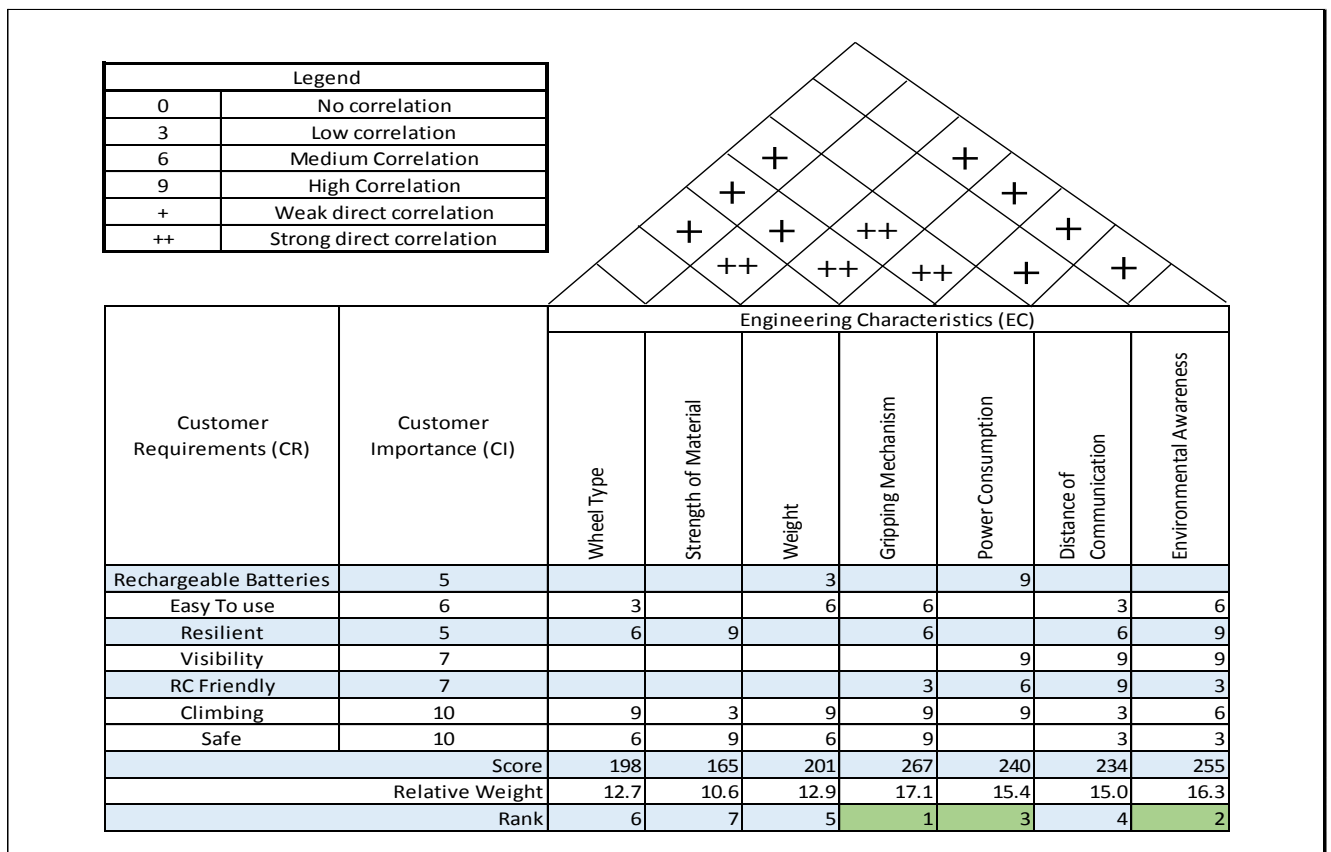 Legend
0 No correlation
3 Low correlation
6 Medium Correlation
9 High Correlation
+ Weak direct correlation
++ Strong direct correlation
+ +
+ +
+ + ++ +
++ ++ ++ + +
Engineering Characteristics (EC)
Customer Requirements (CR)
Customer Importance (CI)
Wheel Type
Strength of Material
Weight
Gripping Mechanism
Power Consumption
Distance of
Communication
Environmental Awareness
Rechargeable Batteries 5 3 9
Easy To use 6 3 6 6 3 6
Resilient 5 6 9 6 6 9
Visibility 7 9 9 9
RC Friendly 7 3 6 9 3
Climbing 10 9 3 9 9 9 3 6
Safe 10 6 9 6 9 3 3
Score 198 165 201 267 240 234 255
Relative Weight 12.7 10.6 12.9 17.1 15.4 15.0 16.3
Rank 6 7 5 1 3 4 2